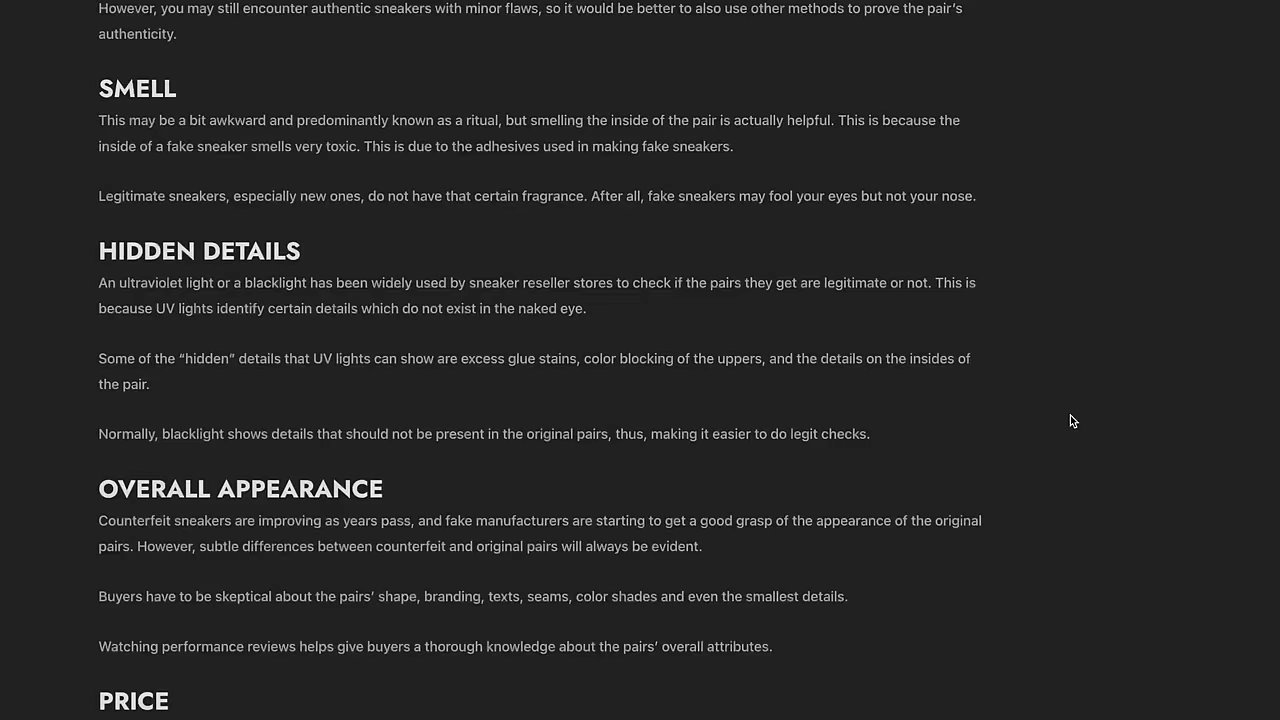 However, you may still encounter authentic sneakers with minor flaws, so it would be better to also use other methods to prove the pair’s
authenticity.
SMELL
This may be a bit awkward and predominantly known as a ritual, but smelling the inside of the pair is actually helpful. This is because the
inside of a fake sneaker smells very toxic. This is due to the adhesives used in making fake sneakers.
Legitimate sneakers, especially new ones, do not have that certain fragrance. After all, fake sneakers may fool your eyes but not your nose.
HIDDEN DETAILS
An ultraviolet light or a blacklight has been widely used by sneaker reseller stores to check if the pairs they get are legitimate or not. This is
because UV lights identify certain details which do not exist in the naked eye.
Some of the “hidden” details that UV lights can show are excess glue stains, color blocking of the uppers, and the details on the insides of
the pair.
Normally, blacklight shows details that should not be present in the original pairs, thus, making it easier to do legit checks.
OVERALL APPEARANCE
Counterfeit sneakers are improving as years pass, and fake manufacturers are starting to get a good grasp of the appearance of the original
pairs. However, subtle differences between counterfeit and original pairs will always be evident.
Buyers have to be skeptical about the pairs’ shape, branding, texts, seams, color shades and even the smallest details.
Watching performance reviews helps give buyers a thorough knowledge about the pairs’ overall attributes.
PRICE